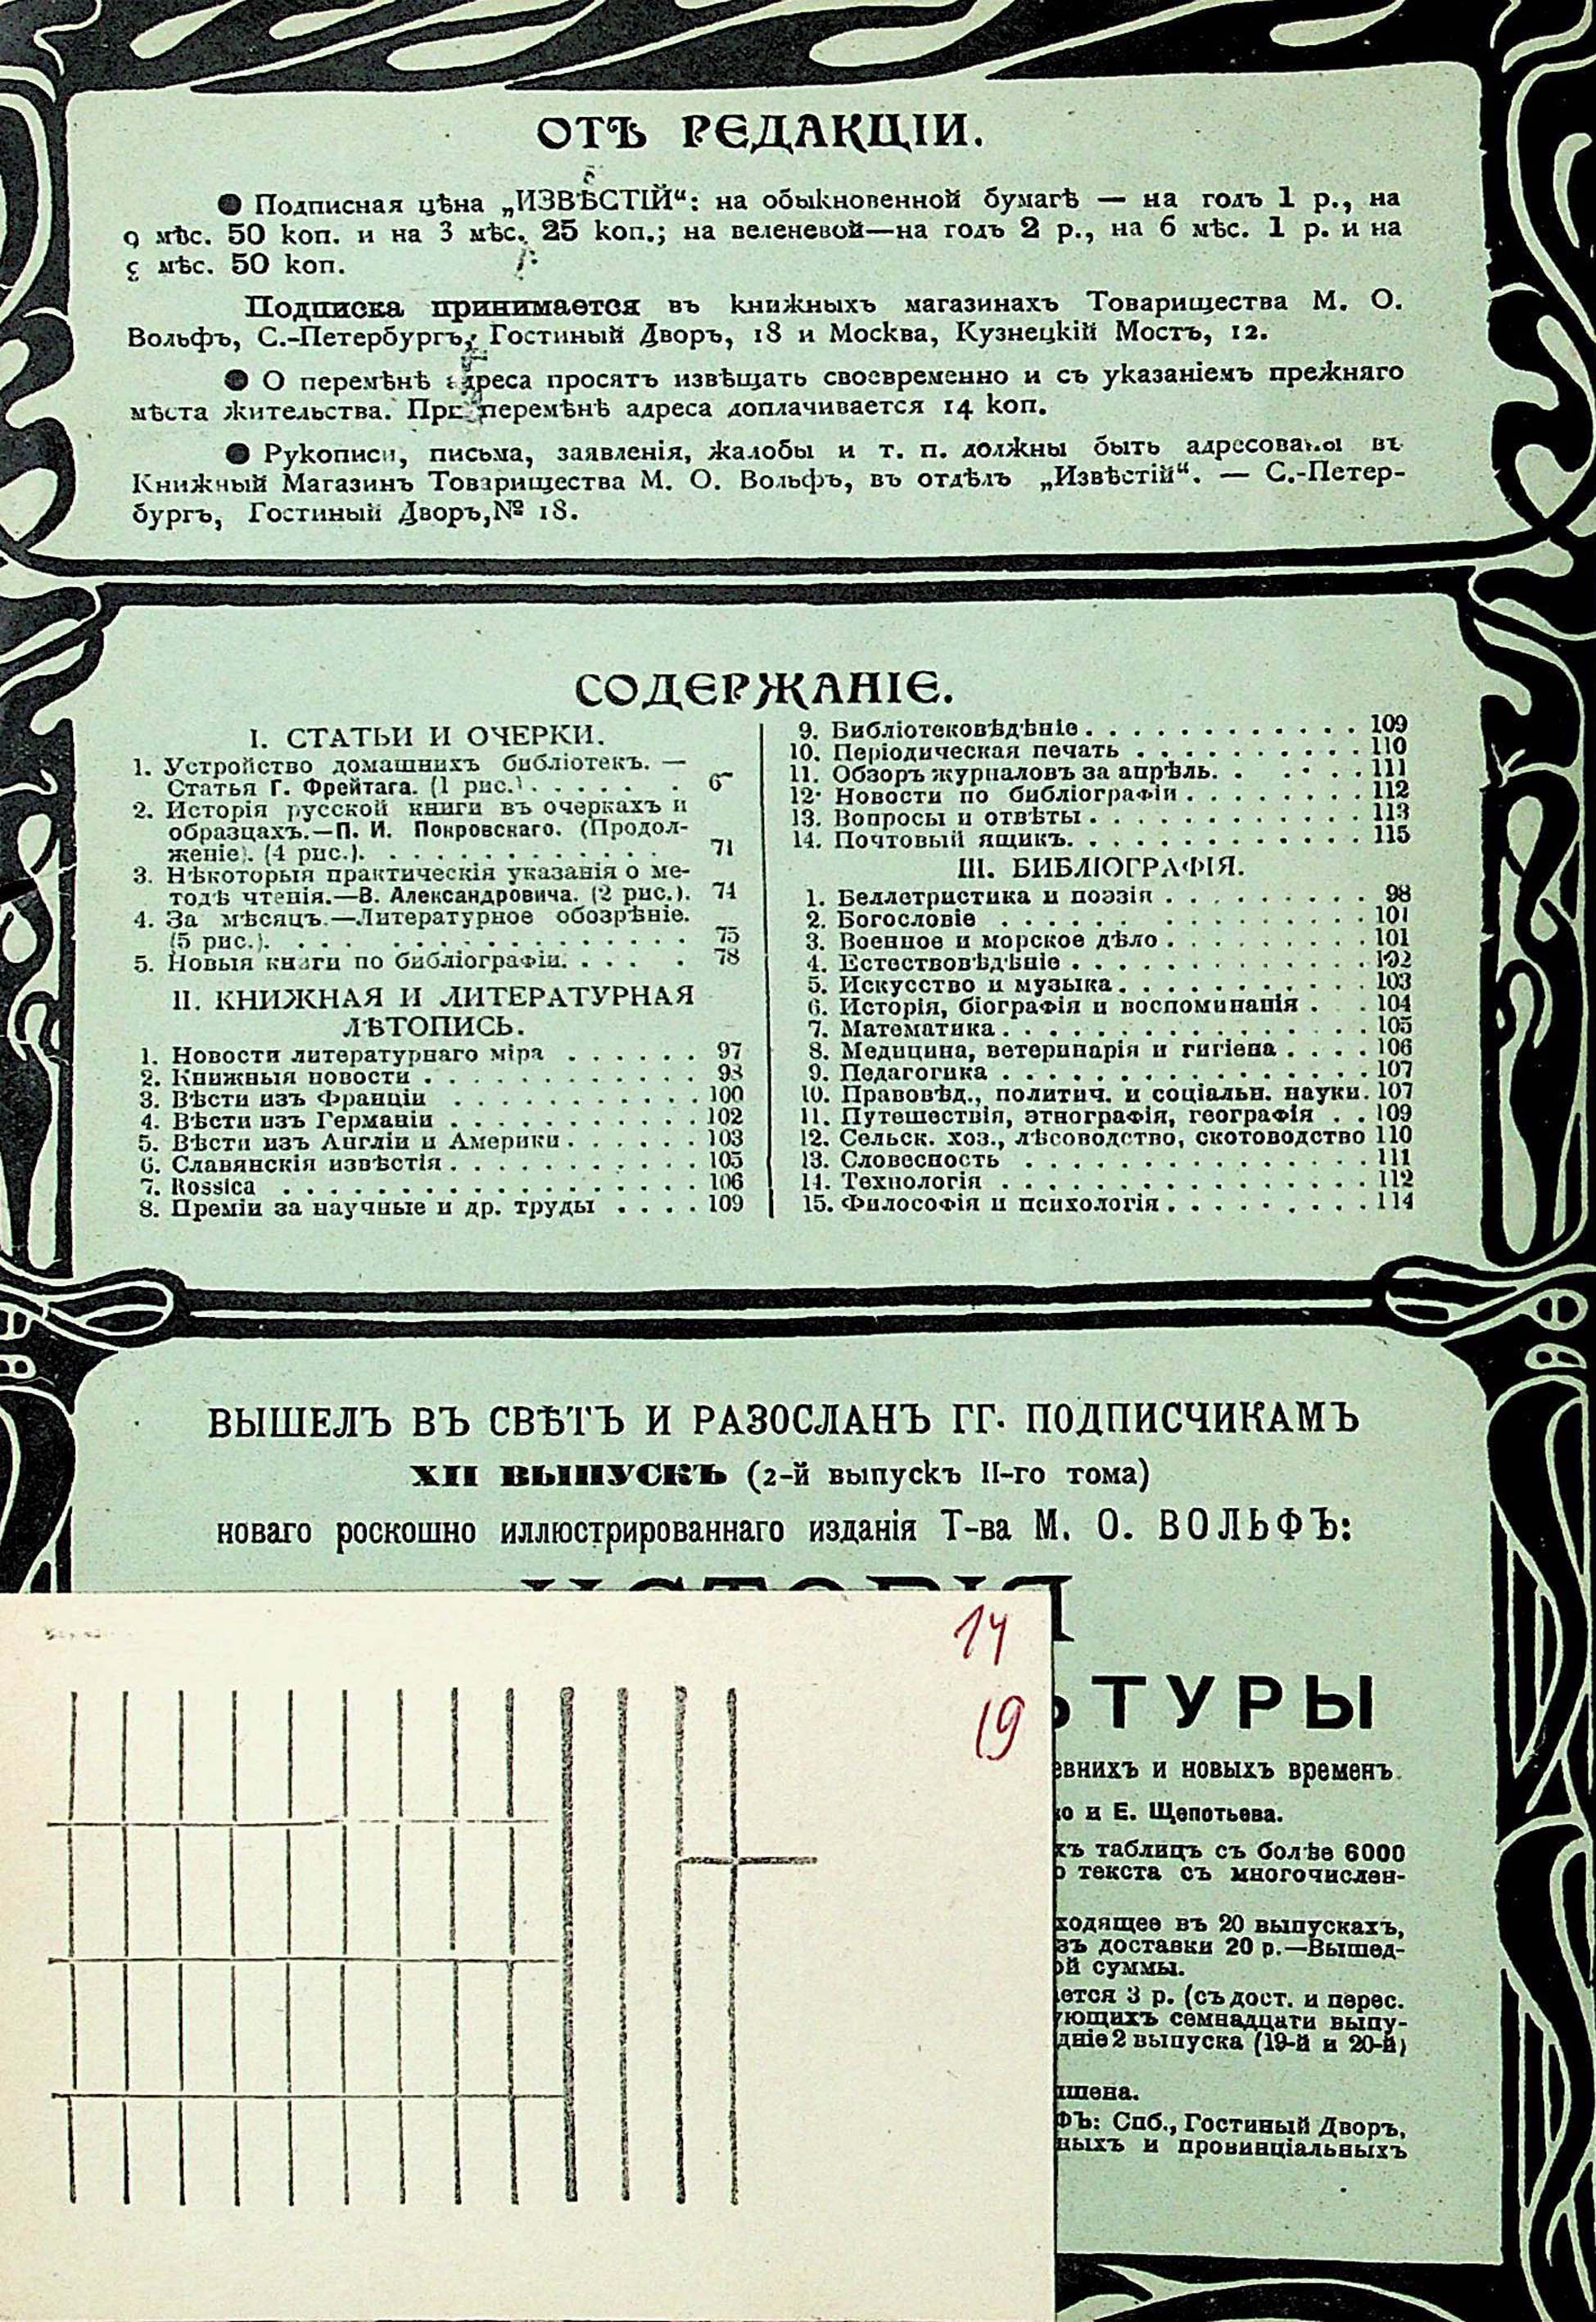 ОТЪ РЕДАКЦІИ.
● Подписная цѣна „ИЗВѢСТІЙ“: на обыкновенной бумагѣ — на годъ 1 р., на
мѣс. 50 коп. и на 3 мѣс. 25 коп.; на веленевой—на годъ 2 р., на 6 мѣс. 1 р. и на
мѣс. 50 коп.
Подписка принимается въ книжныхъ магазинахъ Товарищества М. О.
Вольфъ, С.-Петербургъ, Гостиный Дворъ, 18 и Москва, Кузнецкій Мостъ, 12.
● О перемѣнѣ адреса просятъ извѣщать своевременно и съ указаніемъ прежняго
мѣста жительства. При перемѣнѣ адреса доплачивается 14 коп.
● Рукописи, письма, заявленія, жалобы и т. п. должны быть адресованы въ
Книжный Магазинъ Товарищества М. О. Вольфъ, въ отдѣлъ „Извѣстій“. — С.-Петер-
бургъ, Гостиный Дворъ, № 18.
СОДЕРЖАНІЕ.
I. СТАТЬИ И ОЧЕРКИ.
1. Устройство домашнихъ библіотекъ. —
Статья Г. Фрейтага. (1 рис.) . . . . . 6
2. Исторія русской книги въ очеркахъ и
образцахъ.—П. И. Покровскаго. (Продол-
женіе). (4 рис.). . . . . . . . . . . . . 71
3. Нѣкоторыя практическія указанія о ме-
тодѣ чтенія.—В. Александровича. (2 рис.). 74
4. За мѣсяцъ.—Литературное обозрѣніе.
(5 рис.). . . . . . . . . . . . . . . . . 75
5. Новыя книги по библіографіи. . . . . 78
II. КНИЖНАЯ И ЛИТЕРАТУРНАЯ
ЛѢТОПИСЬ.
1. Новости литературнаго міра . . . . . . 97
2. Книжныя новости . . . . . . . . . . . . 98
3. Вѣсти изъ Франціи . . . . . . . . . . . 100
4. Вѣсти изъ Германіи . . . . . . . . . . . 102
5. Вѣсти изъ Англіи и Америки . . . . . . 103
6. Славянскія извѣстія . . . . . . . . . . . 105
7. Rossica . . . . . . . . . . . . . . . . . . 106
8. Преміи за научные и др. труды . . . . 109
9. Библіотековѣдѣніе . . . . . . . . . . . . 109
10. Періодическая печать . . . . . . . . . . 110
11. Обзоръ журналовъ за апрѣль. . . . . . 111
12. Новости по библіографіи . . . . . . . . 112
13. Вопросы и отвѣты . . . . . . . . . . . . 113
14. Почтовый ящикъ. . . . . . . . . . . . . 115
III. БИБЛІОГРАФІЯ.
1. Беллетристика и поэзія . . . . . . . . . 98
2. Богословіе . . . . . . . . . . . . . . . . 101
3. Военное и морское дѣло . . . . . . . . . 101
4. Естествовѣдѣніе . . . . . . . . . . . . . 102
5. Искусство и музыка . . . . . . . . . . . 103
6. Исторія, біографія и воспоминанія . . . 104
7. Математика . . . . . . . . . . . . . . . . 105
8. Медицина, ветеринарія и гигіена . . . . 106
9. Педагогика . . . . . . . . . . . . . . . . 107
10. Правовѣд., политич. и соціальн. науки. 107
11. Путешествія, этнографія, географія . . 109
12. Сельск. хоз., лѣсоводство, скотоводство 110
13. Словесность . . . . . . . . . . . . . . . 111
14. Технологія . . . . . . . . . . . . . . . . 112
15. Философія и психологія . . . . . . . . . 114
ВЫШЕЛЪ ВЪ СВѢТЪ И РАЗОСЛАНЪ ГГ. ПОДПИСЧИКАМЪ
XII ВЫПУСКЪ (2-й выпускъ II-го тома)
новаго роскошно иллюстрированнаго изданія Т-ва М. О. ВОЛЬФЪ:
ИСТОРІЯ
14
19
ЬТУРЫ
евнихъ и новыхъ временъ.
ко и Е. Щепотьева.
хъ таблицъ съ болѣе 6000
о текста съ многочислен-
ходящее въ 20 выпускахъ,
зъ доставки 20 р.—Вышед-
ой суммы.
ется 3 р. (съ дост. и перес.
ующихъ семнадцати выпу-
дніе 2 выпуска (19-й и 20-й)
шена.
ФЪ: Спб., Гостиный Дворъ,
ныхъ и провинціальныхъ